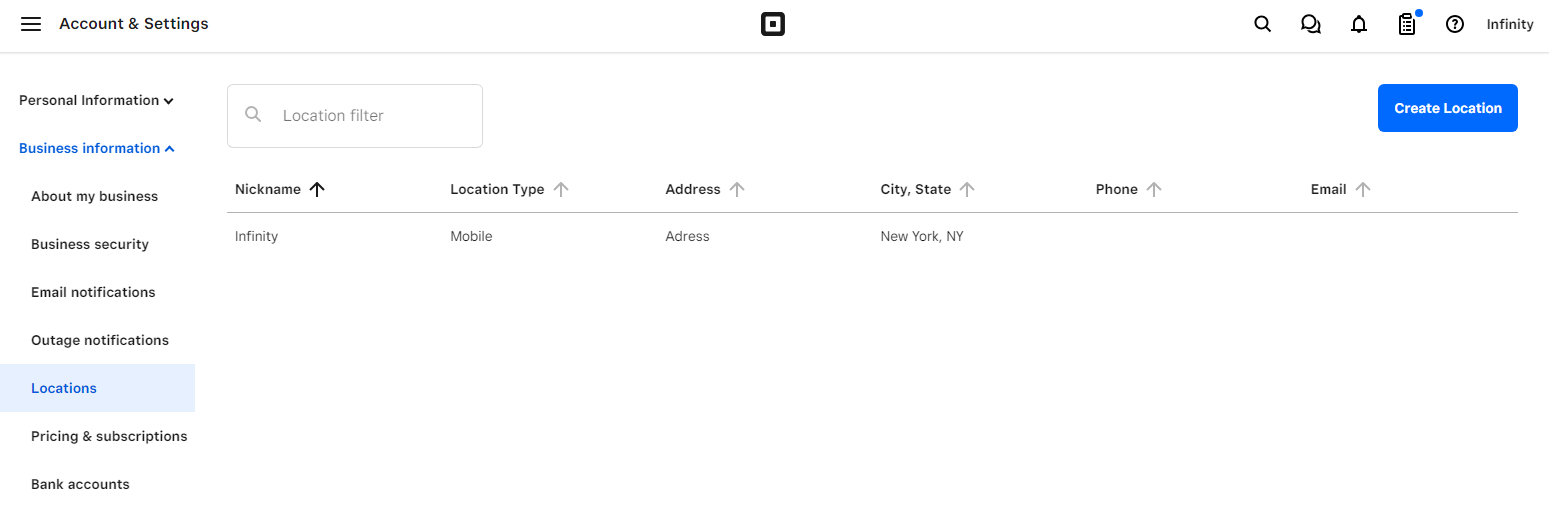 Account & Settings
Infinity
Personal Information
Business information
About my business
Business security
Email notifications
Outage notifications
Locations
Pricing & subscriptions
Bank accounts
Location filter
Create Location
Nickname Location Type Address City, State Phone Email
Infinity Mobile Adress New York, NY